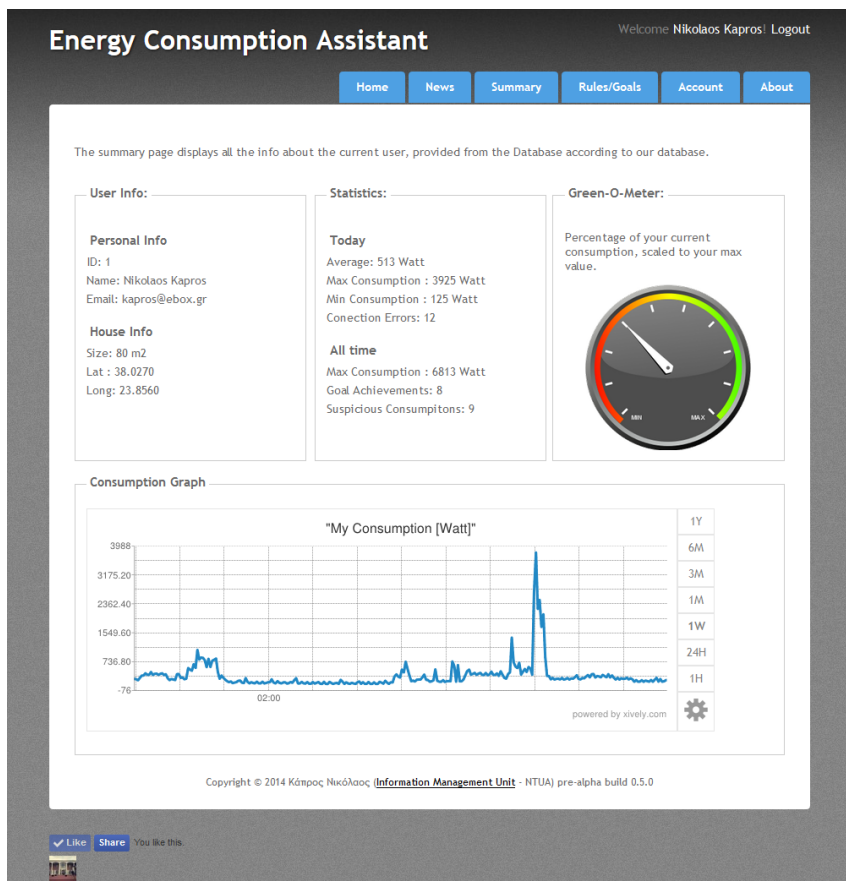 Energy Consumption Assistant
Welcome Nikolaos Kapros! Logout
Home News Summary Rules/Goals Account About
The summary page displays all the info about the current user, provided from the Database according to our database.
User Info:
Personal Info
ID: 1
Name: Nikolaos Kapros
Email: kapros@ebox.gr
House Info
Size: 80 m2
Lat : 38.0270
Long: 23.8560
Statistics:
Today
Average: 513 Watt
Max Consumption : 3925 Watt
Min Consumption : 125 Watt
Conection Errors: 12
All time
Max Consumption : 6813 Watt
Goal Achievements: 8
Suspicious Consumpitons: 9
Green-O-Meter:
Percentage of your current
consumption, scaled to your max
value.
MIN MAX
Consumption Graph
"My Consumption [Watt]"
3988
3175.20
2362.40
1549.60
736.80
-76
02:00
powered by xively.com
1Y
6M
3M
1M
1W
24H
1H
Copyright © 2014 Κάπρος Νικόλαος (Information Management Unit - NTUA) pre-alpha build 0.5.0
Like Share You like this.